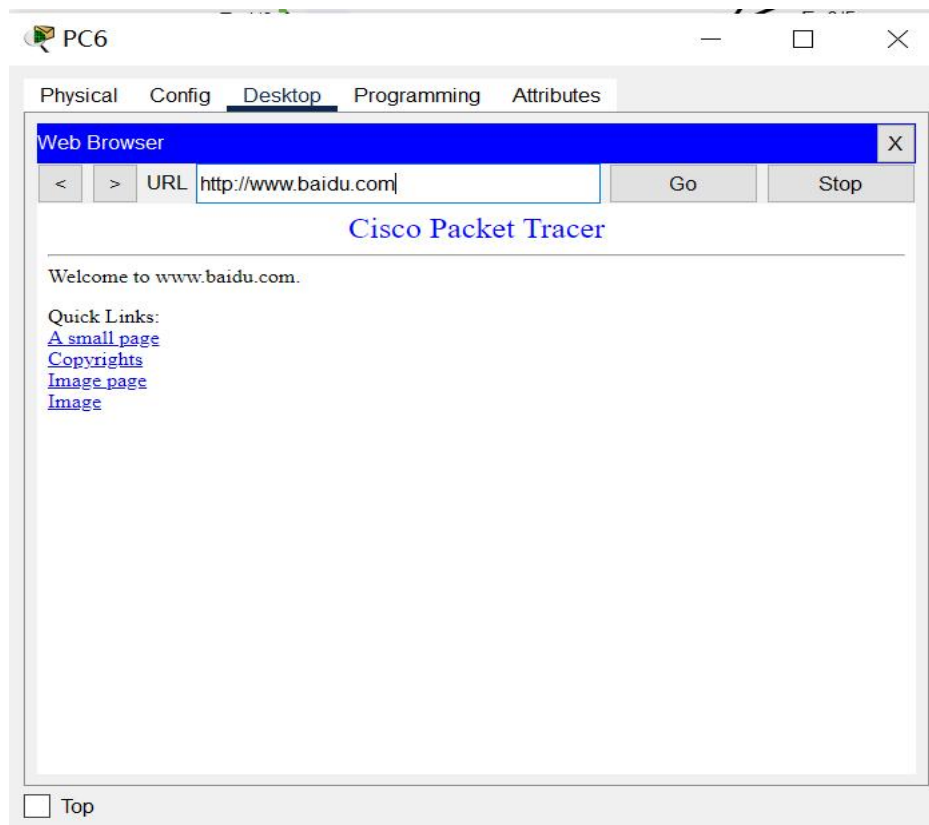 PC6
Physical Config Desktop Programming Attributes
Web Browser X
< > URL http://www.baidu.com Go Stop
Cisco Packet Tracer
Welcome to www.baidu.com.
Quick Links:
A small page
Copyrights
Image page
Image
Top